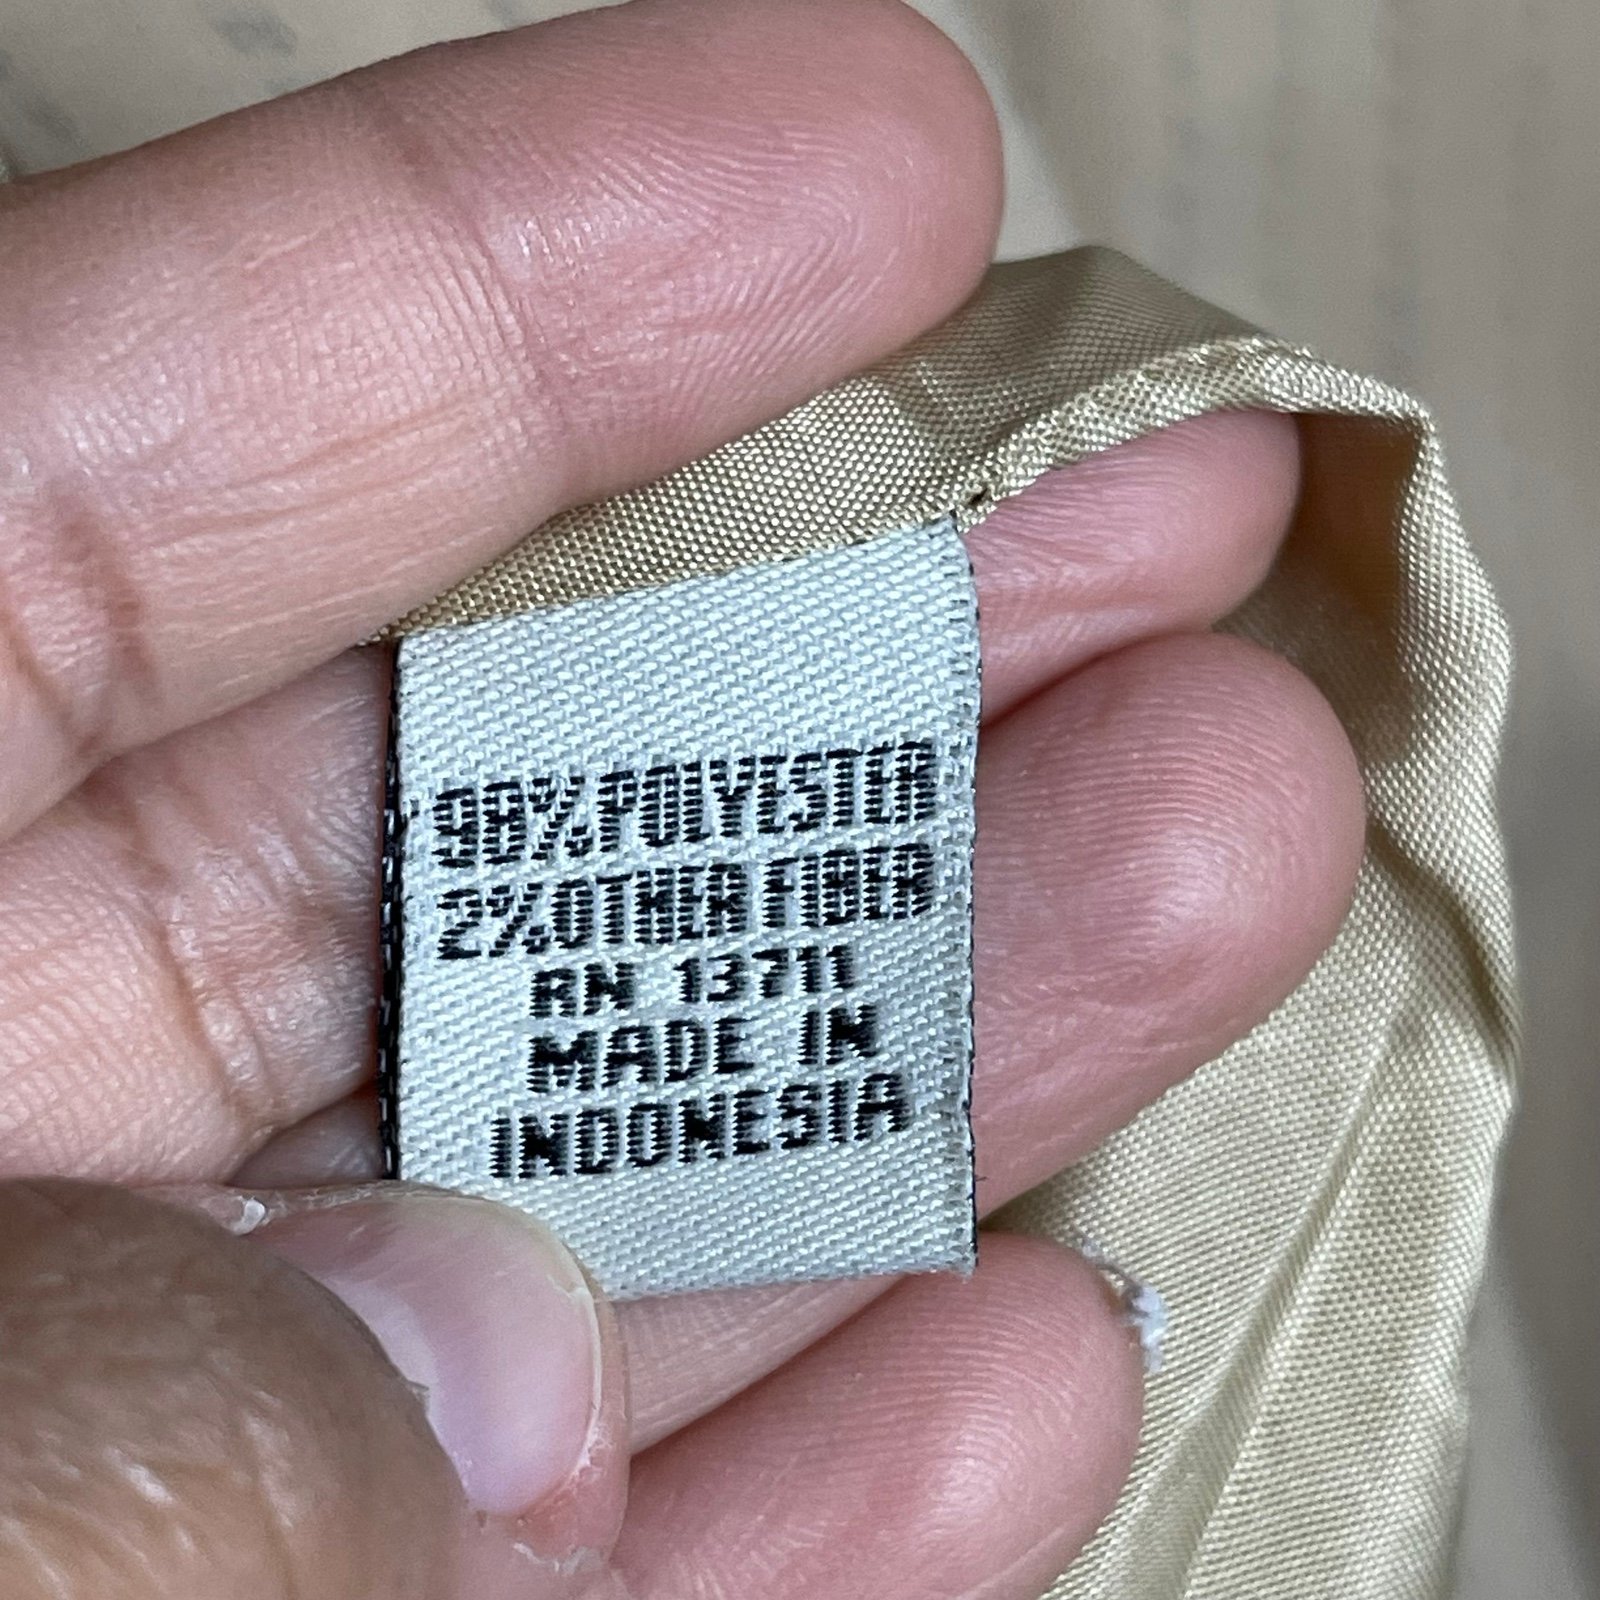 98% POLYESTER
2% OTHER FIBER
RN 13711
MADE IN
INDONESIA